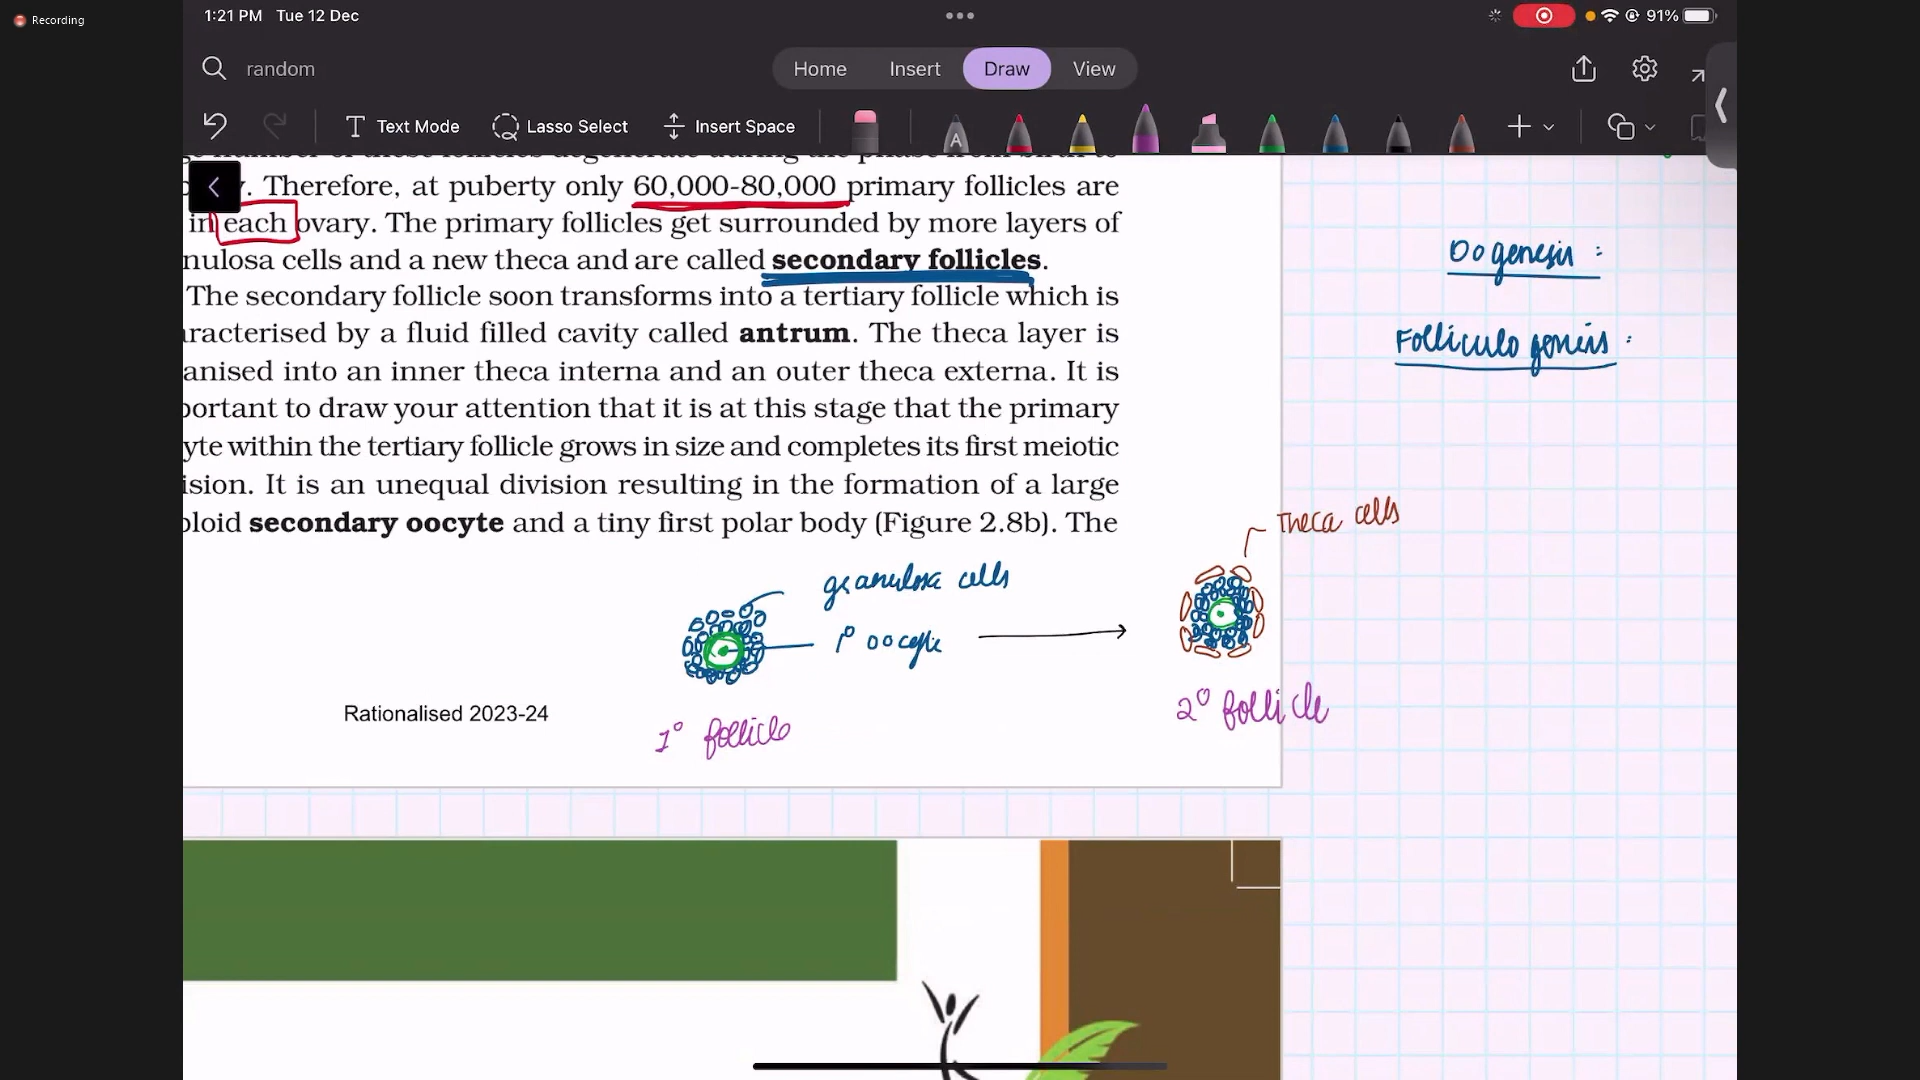 Recording
1:21 PM Tue 12 Dec
91%
random
Home Insert Draw View
Text Mode Lasso Select Insert Space
A
. Therefore, at puberty only 60,000-80,000 primary follicles are
in each ovary. The primary follicles get surrounded by more layers of
nulosa cells and a new theca and are called secondary follicles.
The secondary follicle soon transforms into a tertiary follicle which is
aracterised by a fluid filled cavity called antrum. The theca layer is
anised into an inner theca interna and an outer theca externa. It is
portant to draw your attention that it is at this stage that the primary
yte within the tertiary follicle grows in size and completes its first meiotic
ision. It is an unequal division resulting in the formation of a large
ploid secondary oocyte and a tiny first polar body (Figure 2.8b). The
Oogenesis :
Folliculogenesis :
Theca cells
granulosa cells
1° oocyte
2° follicle
1° follicle
Rationalised 2023-24